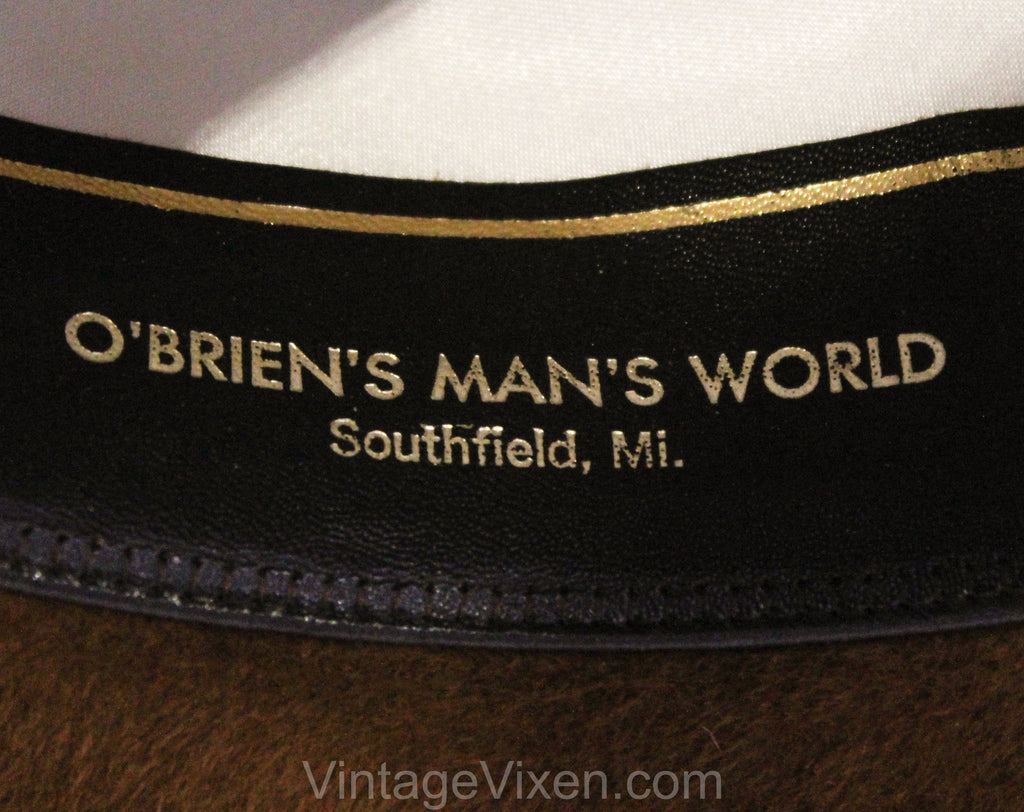 O'BRIEN'S MAN'S WORLD
Southfield, Mi.
VintageVixen.com